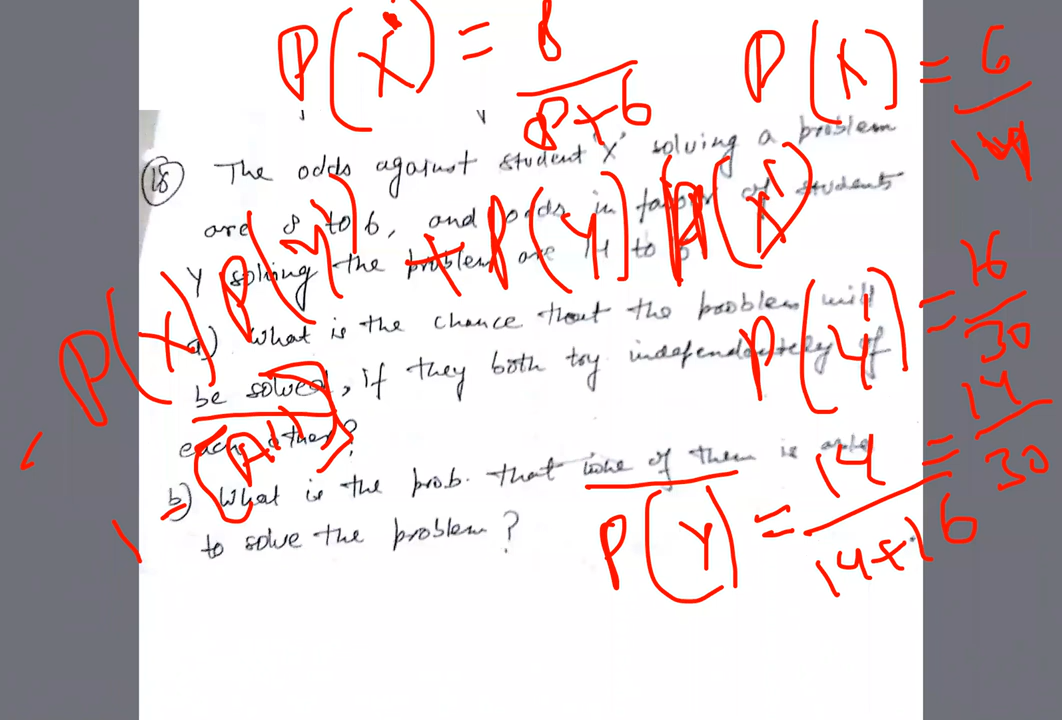 P(X') = 8 / 8+6
P(X) = 6 / 14
(18) The odds against student 'X' solving a problem
are 8 to 6, and odds in favour of students
Y solving the problem are 14 to
a) What is the chance that the problem will
be solved, if they both try independently of
each other?
b) What is the prob. that none of them is able
to solve the problem?
P(X) P(Y') + P(Y) P(X')
P(Y') = 16 / 30
= 14 / 30
P(Y) = 14 / 14+16